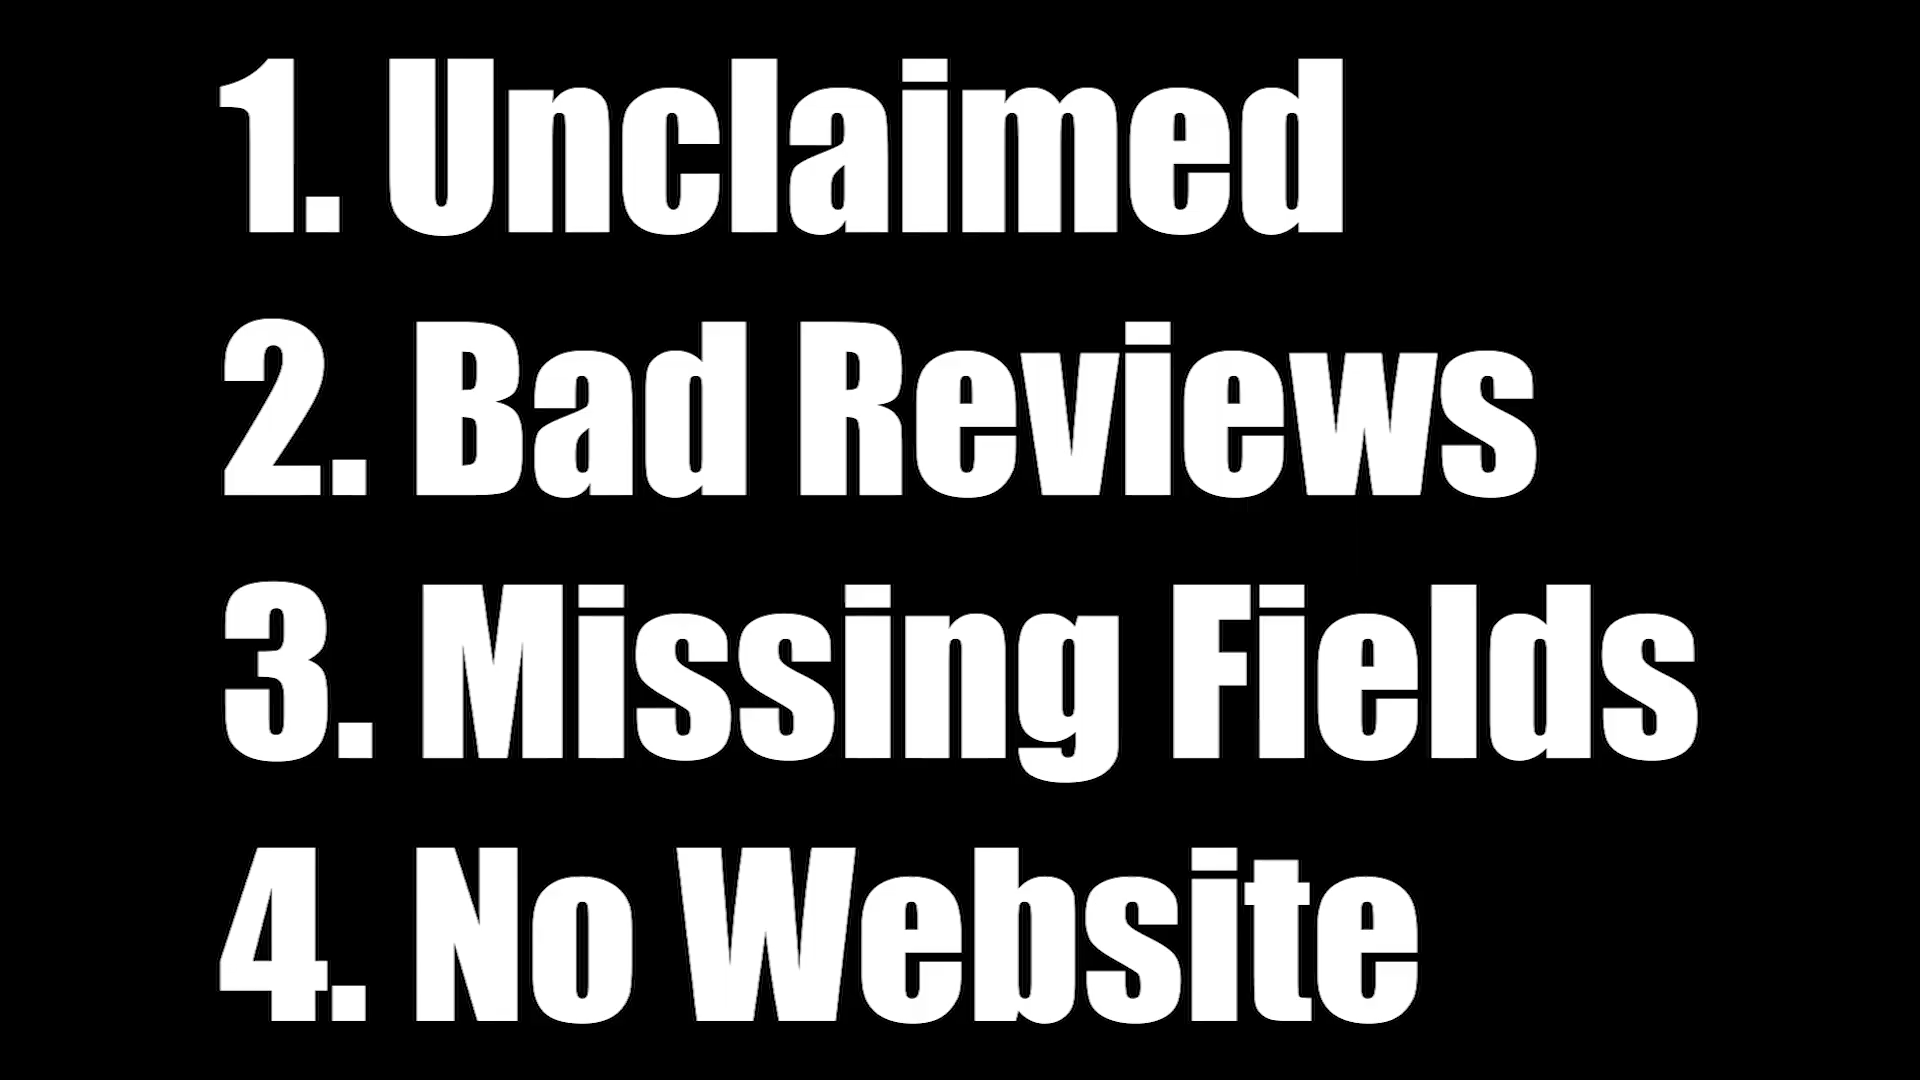 1. Unclaimed
2. Bad Reviews
3. Missing Fields
4. No Website